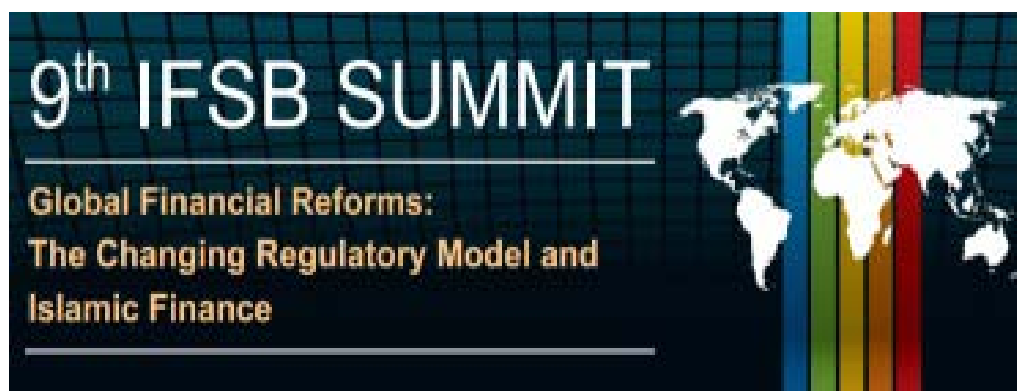 9th IFSB SUMMIT
Global Financial Reforms:
The Changing Regulatory Model and
Islamic Finance